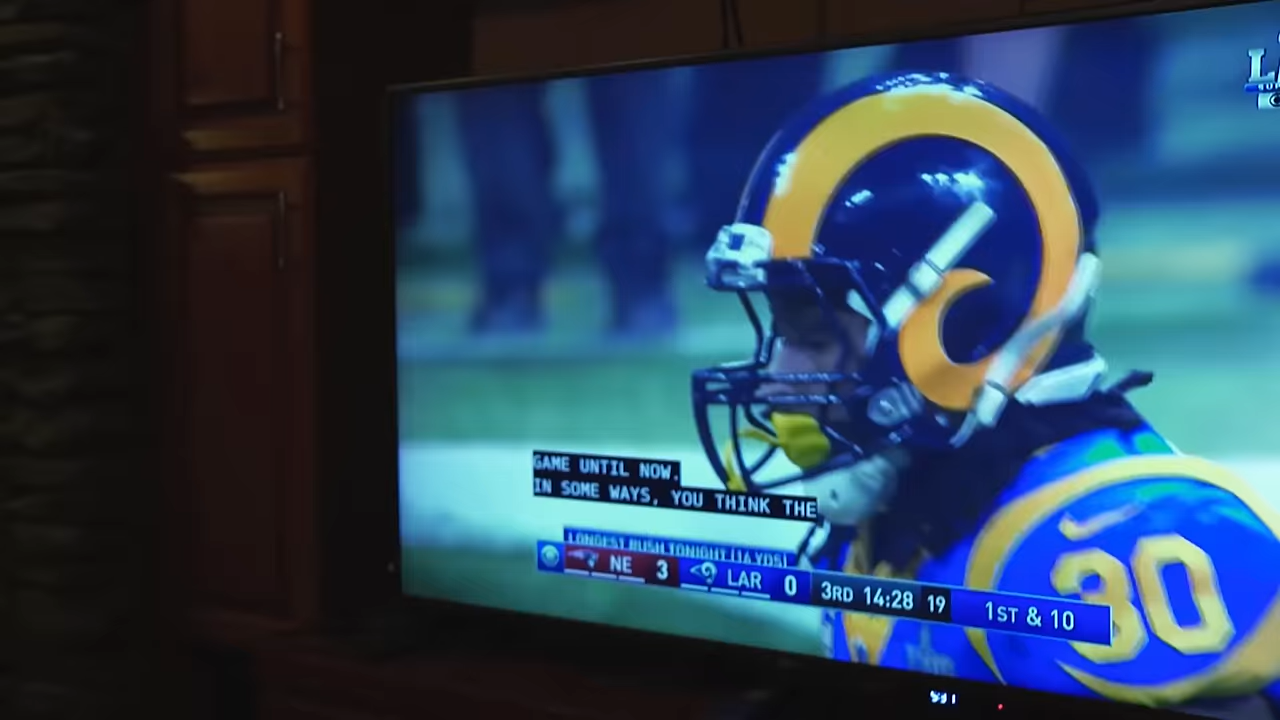 GAME UNTIL NOW.
IN SOME WAYS, YOU THINK THE
LONGEST RUSH TONIGHT (16 YDS)
NE 3 LAR 0 3RD 14:28 19 1ST & 10
30